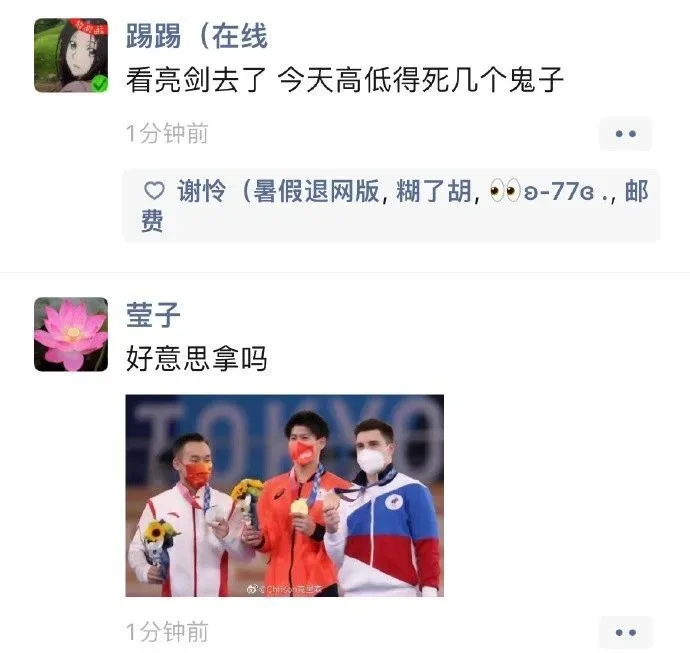 踢踢（在线
看亮剑去了 今天高低得死几个鬼子
1分钟前
谢怜（暑假退网版, 糊了胡, 👀ʚ-77ɞ ., 邮
费
莹子
好意思拿吗
TOKYO
@Chrison克里森
1分钟前